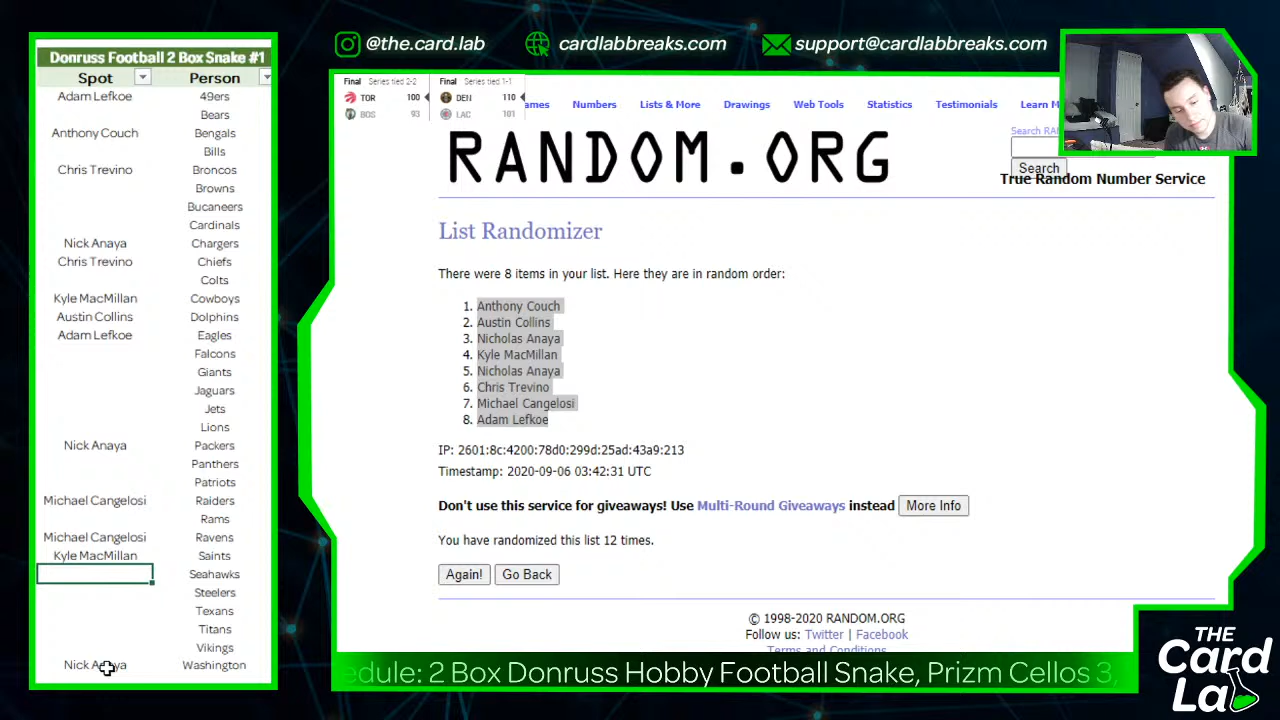 @the.card.lab
cardlabbreaks.com
support@cardlabbreaks.com
Donruss Football 2 Box Snake #1
Spot Person
Adam Lefkoe 49ers
Bears
Anthony Couch Bengals
Bills
Chris Trevino Broncos
Browns
Bucaneers
Cardinals
Nick Anaya Chargers
Chris Trevino Chiefs
Colts
Kyle MacMillan Cowboys
Austin Collins Dolphins
Adam Lefkoe Eagles
Falcons
Giants
Jaguars
Jets
Lions
Nick Anaya Packers
Panthers
Patriots
Michael Cangelosi Raiders
Rams
Michael Cangelosi Ravens
Kyle MacMillan Saints
Seahawks
Steelers
Texans
Titans
Vikings
Nick Anaya Washington
Final Series tied 2-2
TOR 100
BOS 93
Final Series tied 1-1
DEN 110
LAC 101
ames Numbers Lists & More Drawings Web Tools Statistics Testimonials Learn M
RANDOM.ORG
Search RAN
Search
True Random Number Service
List Randomizer
There were 8 items in your list. Here they are in random order:
1. Anthony Couch
2. Austin Collins
3. Nicholas Anaya
4. Kyle MacMillan
5. Nicholas Anaya
6. Chris Trevino
7. Michael Cangelosi
8. Adam Lefkoe
IP: 2601:8c:4200:78d0:299d:25ad:43a9:213
Timestamp: 2020-09-06 03:42:31 UTC
Don't use this service for giveaways! Use Multi-Round Giveaways instead More Info
You have randomized this list 12 times.
Again! Go Back
© 1998-2020 RANDOM.ORG
Follow us: Twitter | Facebook
Terms and Conditions
edule: 2 Box Donruss Hobby Football Snake, Prizm Cellos 3,
THE
Card
Lab